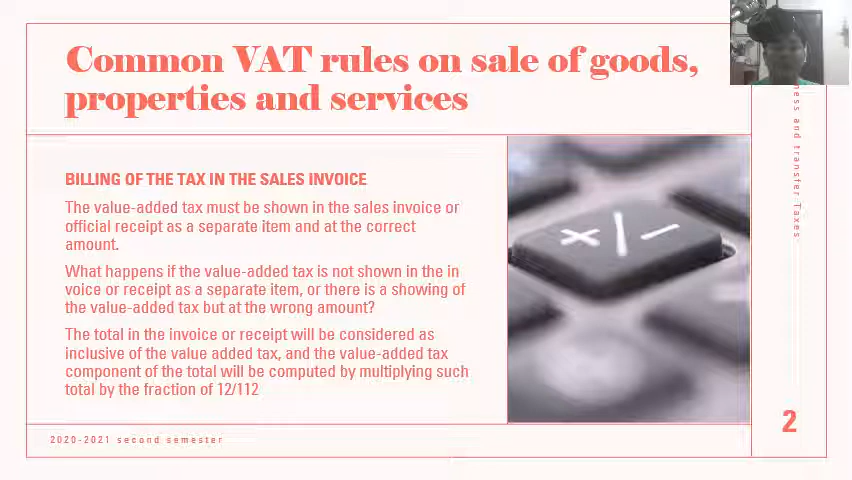 Common VAT rules on sale of goods,
properties and services
BILLING OF THE TAX IN THE SALES INVOICE
The value-added tax must be shown in the sales invoice or
official receipt as a separate item and at the correct
amount.
What happens if the value-added tax is not shown in the in
voice or receipt as a separate item, or there is a showing of
the value-added tax but at the wrong amount?
The total in the invoice or receipt will be considered as
inclusive of the value added tax, and the value-added tax
component of the total will be computed by multiplying such
total by the fraction of 12/112
and transfer Taxes
2
2020-2021 second semester